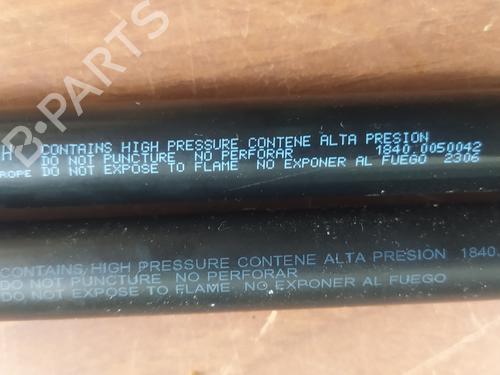 B-PARTS
H CONTAINS HIGH PRESSURE CONTENE ALTA PRESION
DO NOT PUNCTURE NO PERFORAR 1840.0050042
ROPE DO NOT EXPOSE TO FLAME NO EXPONER AL FUEGO 2306
CONTAINS HIGH PRESSURE CONTENE ALTA PRESION 1840.
DO NOT PUNCTURE NO PERFORAR
DO NOT EXPOSE TO FLAME NO EXPONER AL FUEGO